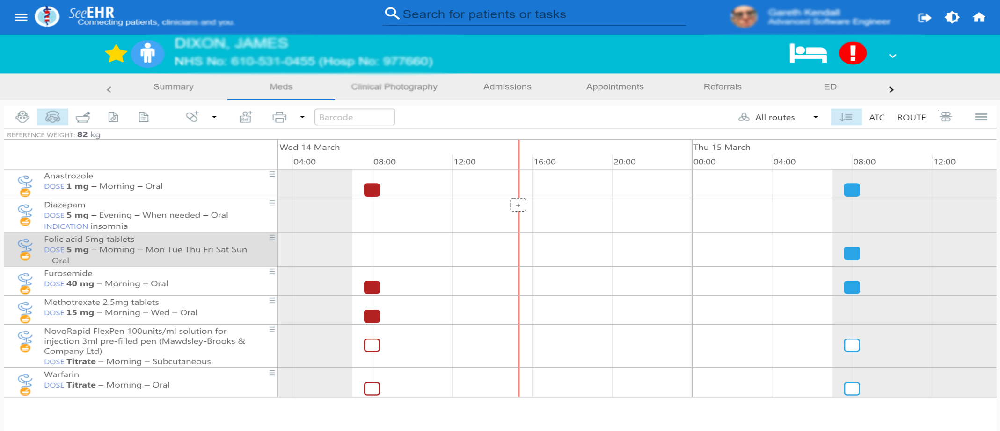 SeeEHR
Connecting patients, clinicians and you.
Search for patients or tasks
Gareth Kendall
Advanced Software Engineer
DIXON, JAMES
NHS No: 610-531-0455 (Hosp No: 977660)
Summary
Meds
Clinical Photography
Admissions
Appointments
Referrals
ED
Ref
Barcode
All routes
ATC
ROUTE
REFERENCE WEIGHT: 82 kg
Wed 14 March
Thu 15 March
04:00
08:00
12:00
16:00
20:00
00:00
04:00
08:00
12:00
Anastrozole
DOSE 1 mg – Morning – Oral
Diazepam
DOSE 5 mg – Evening – When needed – Oral
INDICATION insomnia
Folic acid 5mg tablets
DOSE 5 mg – Morning – Mon Tue Thu Fri Sat Sun
– Oral
Furosemide
DOSE 40 mg – Morning – Oral
Methotrexate 2.5mg tablets
DOSE 15 mg – Morning – Wed – Oral
NovoRapid FlexPen 100units/ml solution for
injection 3ml pre-filled pen (Mawdsley-Brooks &
Company Ltd)
DOSE Titrate – Morning – Subcutaneous
Warfarin
DOSE Titrate – Morning – Oral